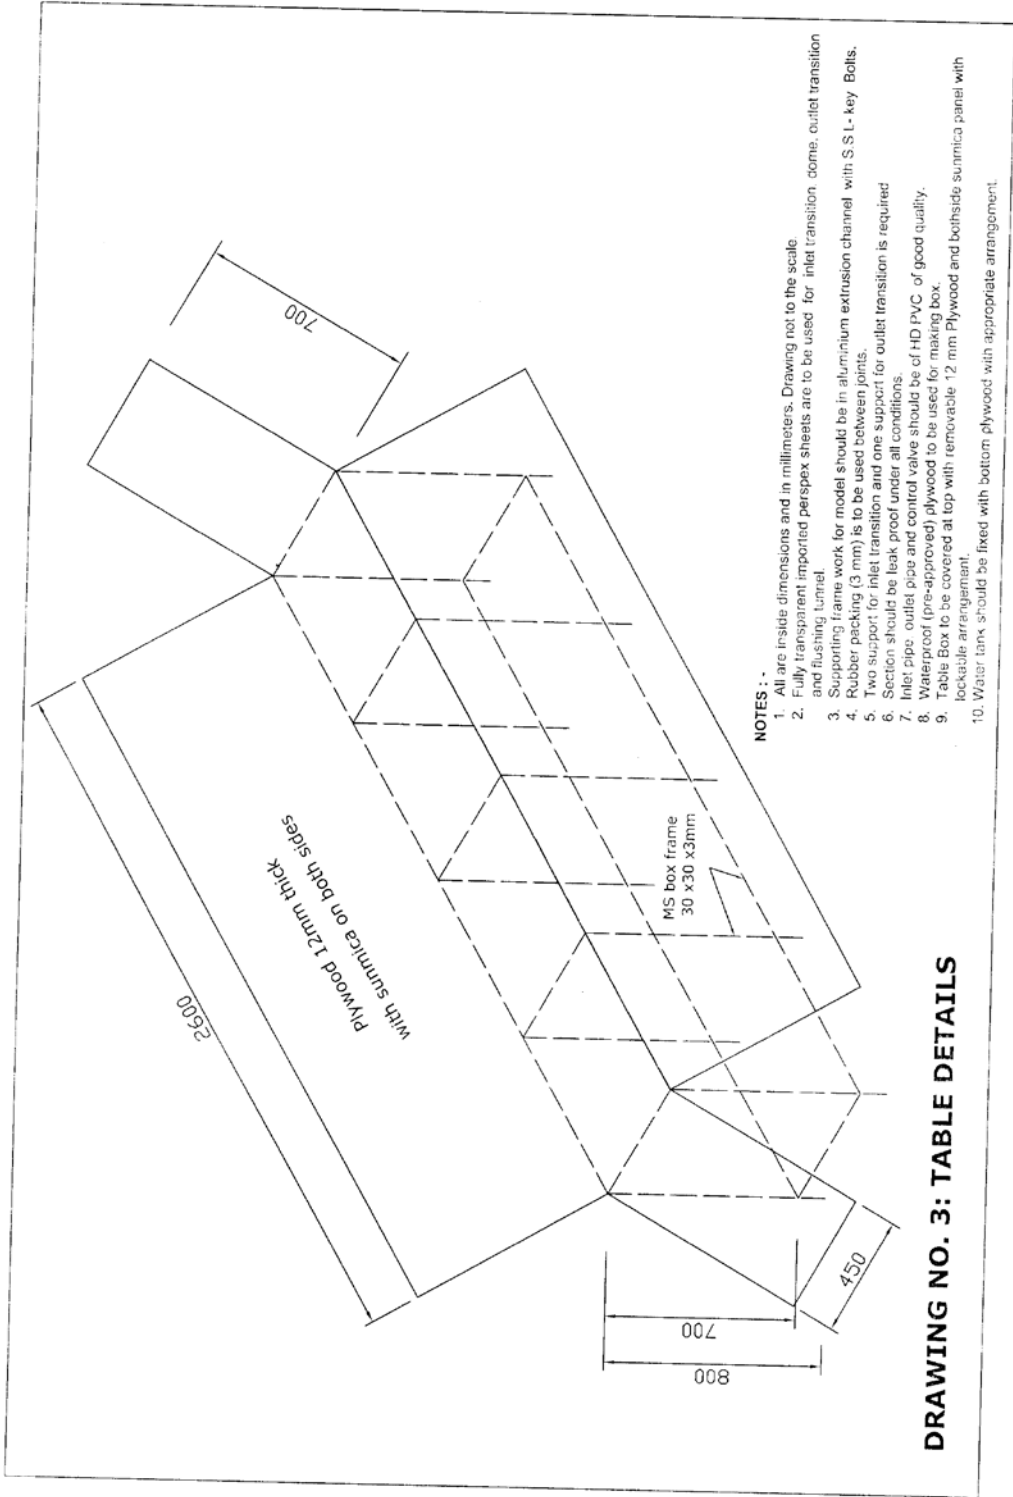 2600
Plywood 12mm thick
with sunmica on both sides
700
MS box frame
30 x30 x3mm
700
800
450
NOTES : -
1. All are inside dimensions and in millimeters. Drawing not to the scale.
2. Fully transparent imported perspex sheets are to be used for inlet transition, dome, outlet transition
and flushing tunnel.
3. Supporting frame work for model should be in aluminium extrusion channel with S.S L- key Bolts.
4. Rubber packing (3 mm) is to be used between joints.
5. Two support for inlet transition and one support for outlet transition is required
6. Section should be leak proof under all conditions.
7. Inlet pipe outlet pipe and control valve should be of HD PVC of good quality.
8. Waterproof (pre-approved) plywood to be used for making box.
9. Table Box to be covered at top with removable 12 mm Plywood and bothside sunmica panel with
lockable arrangement.
10. Water tank should be fixed with bottom plywood with appropriate arrangement.
DRAWING NO. 3: TABLE DETAILS